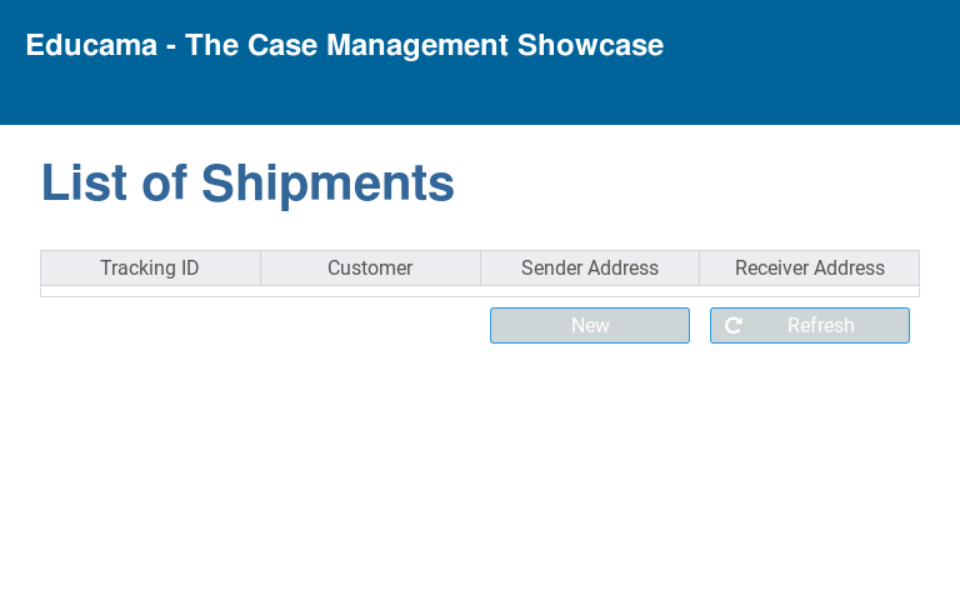 Educama - The Case Management Showcase
List of Shipments
Tracking ID Customer Sender Address Receiver Address
New Refresh